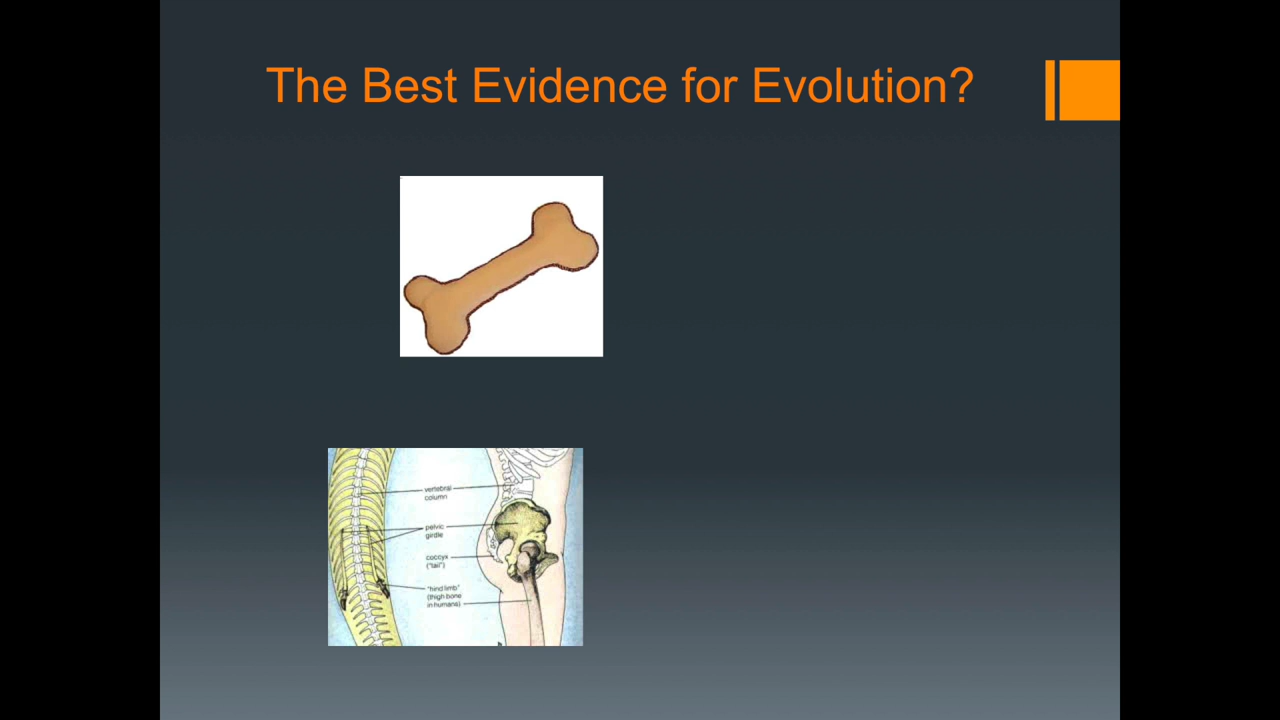 The Best Evidence for Evolution?
vertebral
column
pelvic
girdle
coccyx
("tail")
"hind limb"
(thigh bone
in humans)